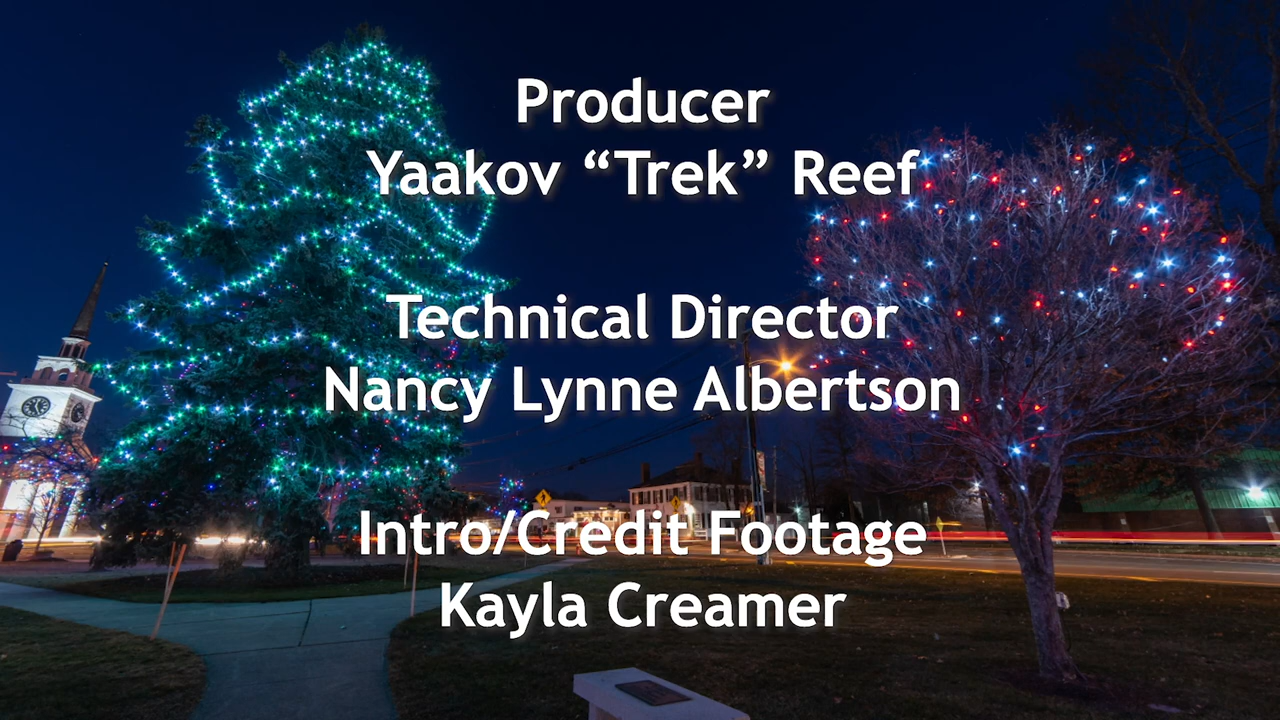 Producer
Yaakov “Trek” Reef
Technical Director
Nancy Lynne Albertson
Intro/Credit Footage
Kayla Creamer